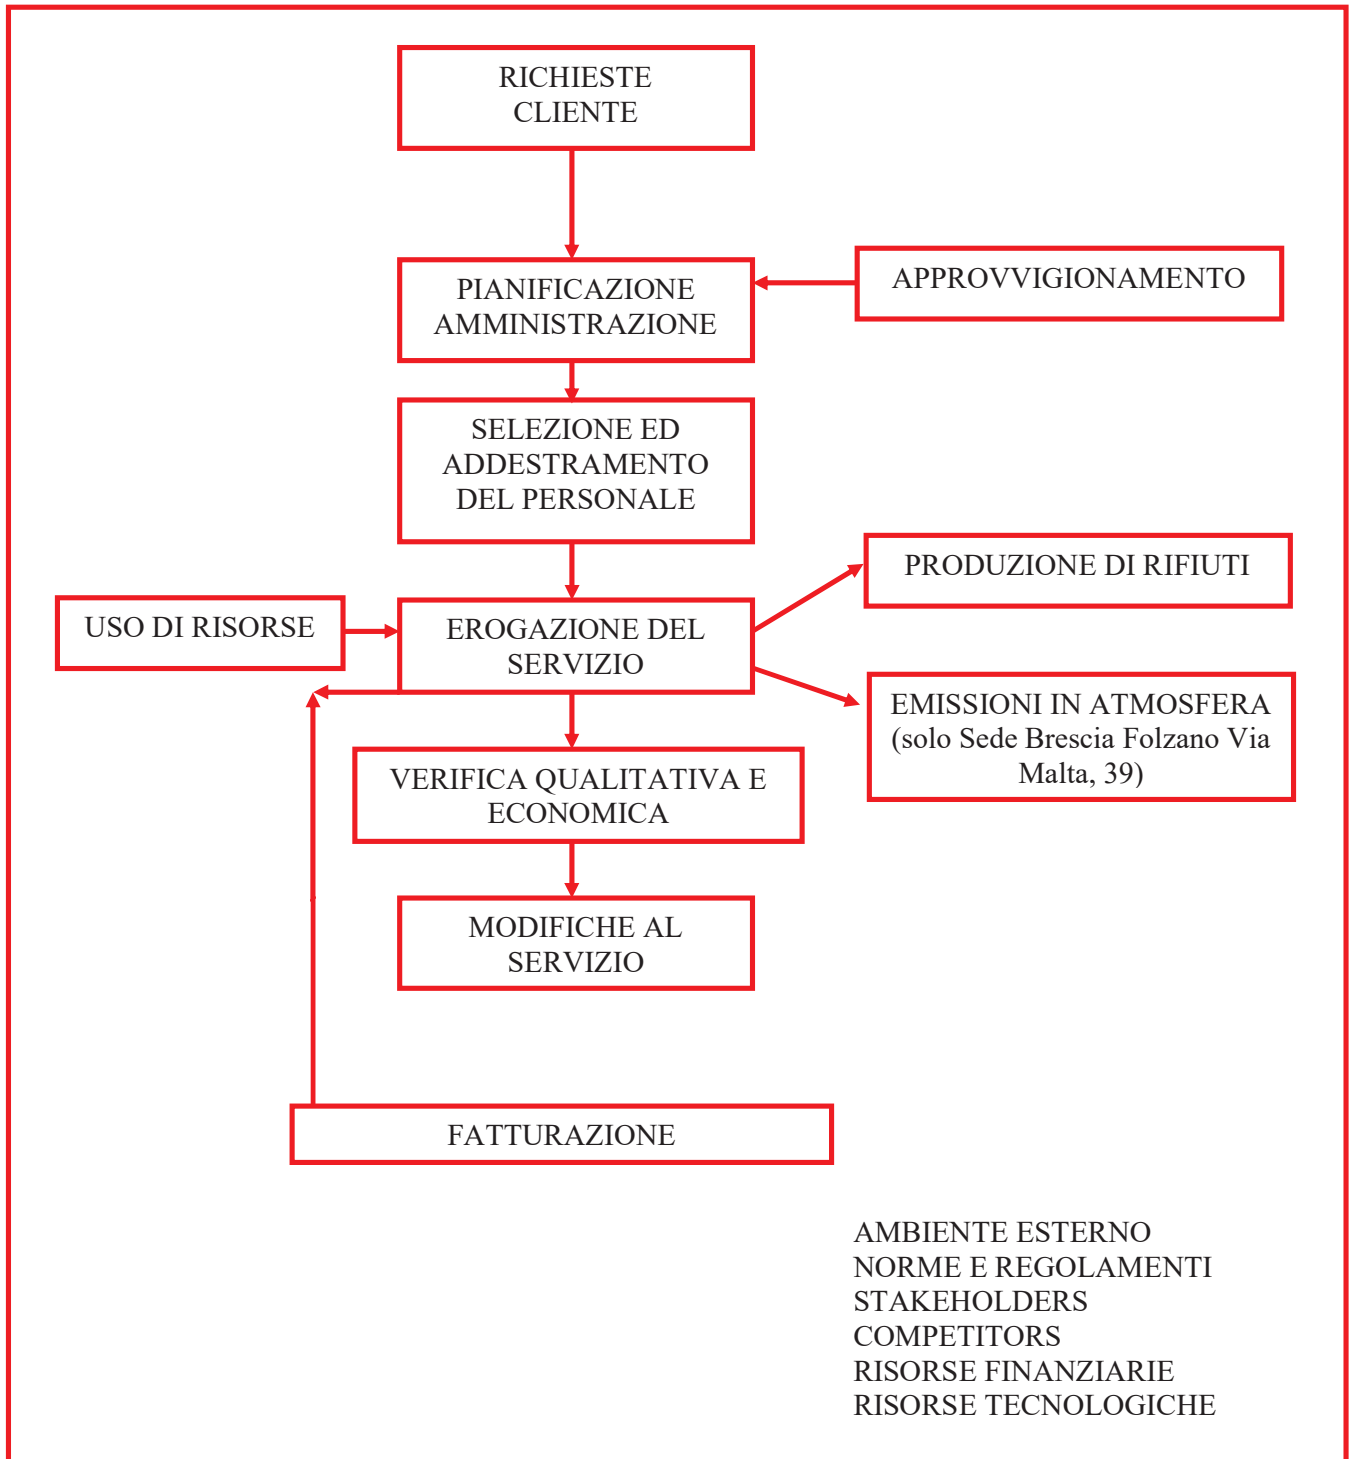 RICHIESTE
CLIENTE
PIANIFICAZIONE
AMMINISTRAZIONE
APPROVVIGIONAMENTO
SELEZIONE ED
ADDESTRAMENTO
DEL PERSONALE
PRODUZIONE DI RIFIUTI
USO DI RISORSE
EROGAZIONE DEL
SERVIZIO
EMISSIONI IN ATMOSFERA
(solo Sede Brescia Folzano Via
Malta, 39)
VERIFICA QUALITATIVA E
ECONOMICA
MODIFICHE AL
SERVIZIO
FATTURAZIONE
AMBIENTE ESTERNO
NORME E REGOLAMENTI
STAKEHOLDERS
COMPETITORS
RISORSE FINANZIARIE
RISORSE TECNOLOGICHE